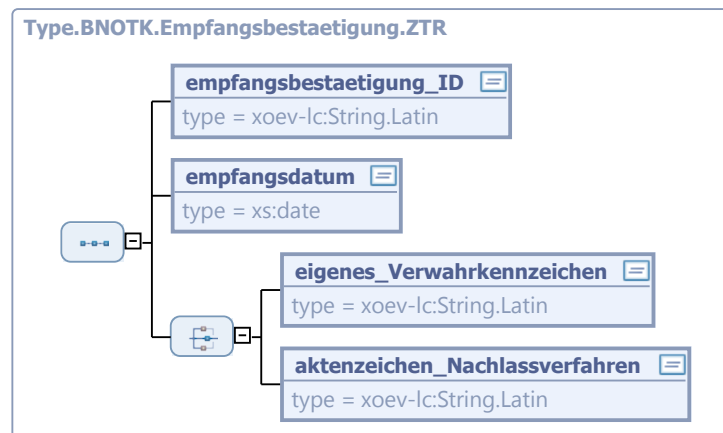 Type.BNOTK.Empfangsbestaetigung.ZTR
empfangsbestaetigung_ID
type = xoev-lc:String.Latin
empfangsdatum
type = xs:date
eigenes_Verwahrkennzeichen
type = xoev-lc:String.Latin
aktenzeichen_Nachlassverfahren
type = xoev-lc:String.Latin